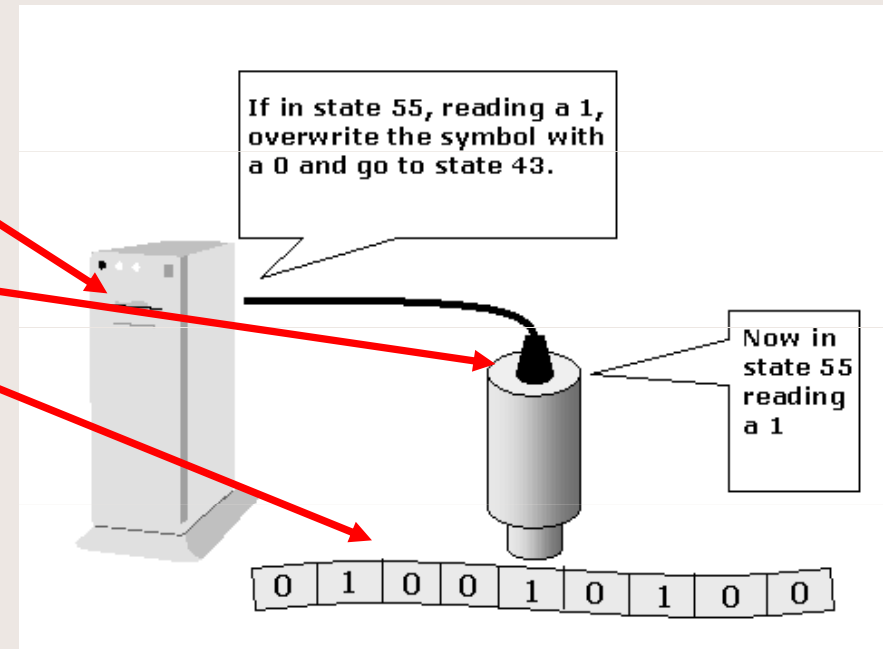 If in state 55, reading a 1,
overwrite the symbol with
a 0 and go to state 43.
Now in
state 55
reading
a 1
0 1 0 0 1 0 1 0 0